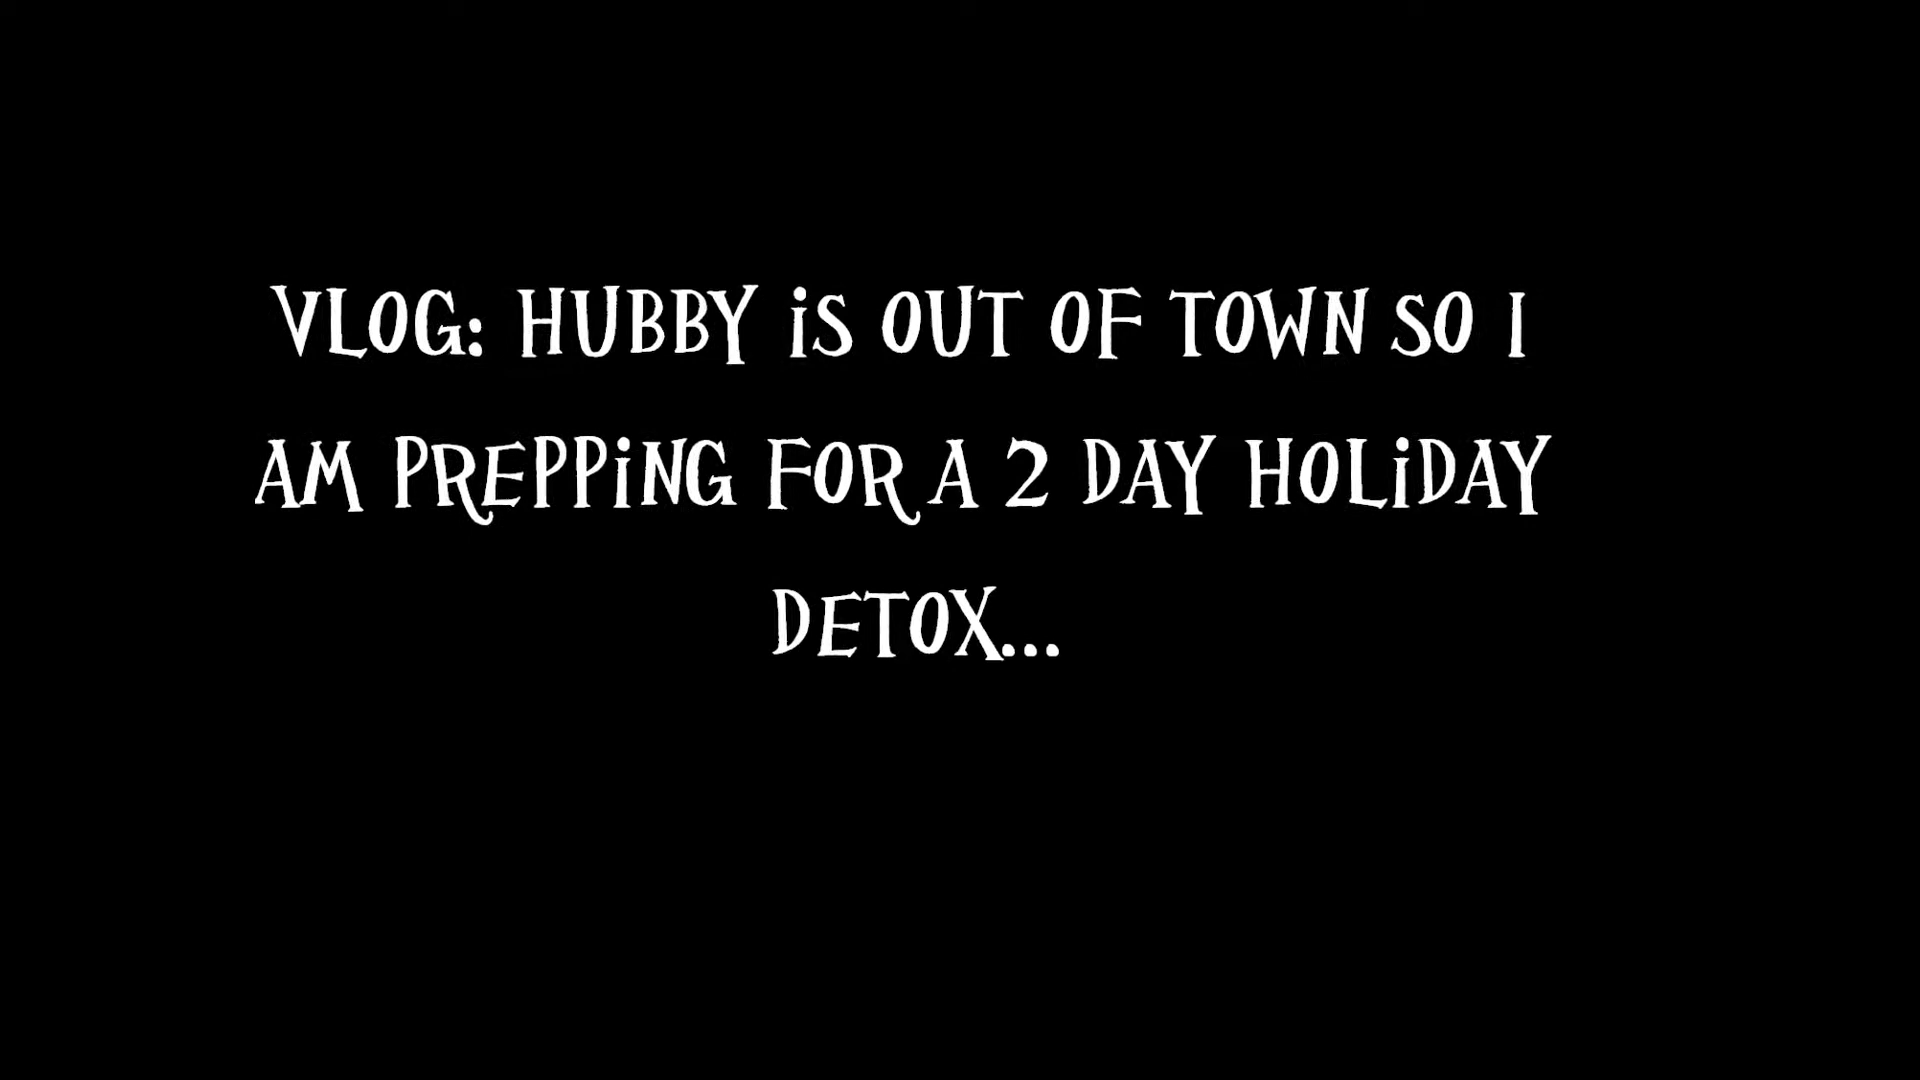 VLOG: HUBBY iS OUT OF TOWN SO I
AM PREPPiNG FOR A 2 DAY HOLiDAY
DETOX...